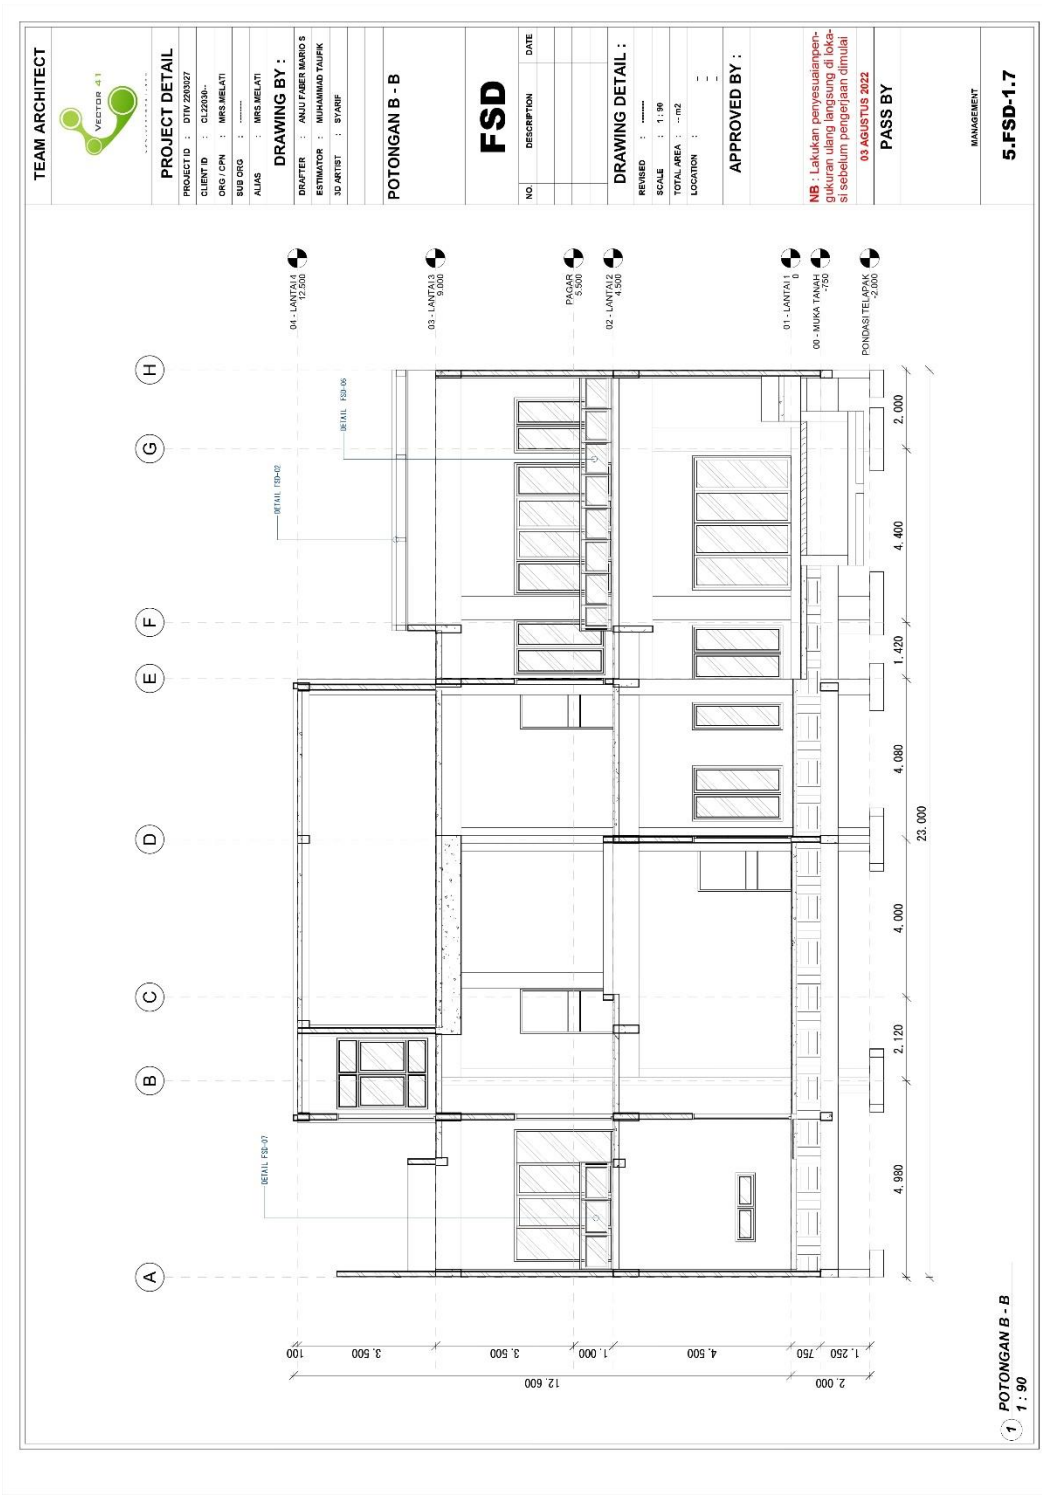 TEAM ARCHITECT
VECTOR 41
PROJECT DETAIL
PROJECT ID : DTIV 2203027
CLIENT ID : CL22030--
ORG / CPN : MRS.MELATI
SUB ORG : --------
ALIAS : MRS.MELATI
DRAWING BY :
DRAFTER : ANJU FABER MARIO S
ESTIMATOR : MUHAMMAD TAUFIK
3D ARTIST : SYARIF
POTONGAN B - B
FSD
NO. DESCRIPTION DATE
DRAWING DETAIL :
REVISED : --------
SCALE : 1 : 90
TOTAL AREA : -- m2
LOCATION :
APPROVED BY :
NB : Lakukan penyesuaianpen-
gukuran ulang langsung di loka-
si sebelum pengerjaan dimulai
03 AGUSTUS 2022
PASS BY
MANAGEMENT
5.FSD-1.7
04 - LANTAI 4
12.500
03 - LANTAI 3
9.000
PAGAR
5.500
02 - LANTAI 2
4.500
01 - LANTAI 1
0
00 - MUKA TANAH
-750
PONDASI TELAPAK
-2.000
A
B
C
D
E
F
G
H
DETAIL FSD-07
DETAIL FSD-02
DETAIL FSD-06
100
3.500
3.500
1.000
4.500
750
1.250
12.600
2.000
4.980
2.120
4.000
4.080
1.420
4.400
2.000
23.000
1 POTONGAN B - B
1 : 90